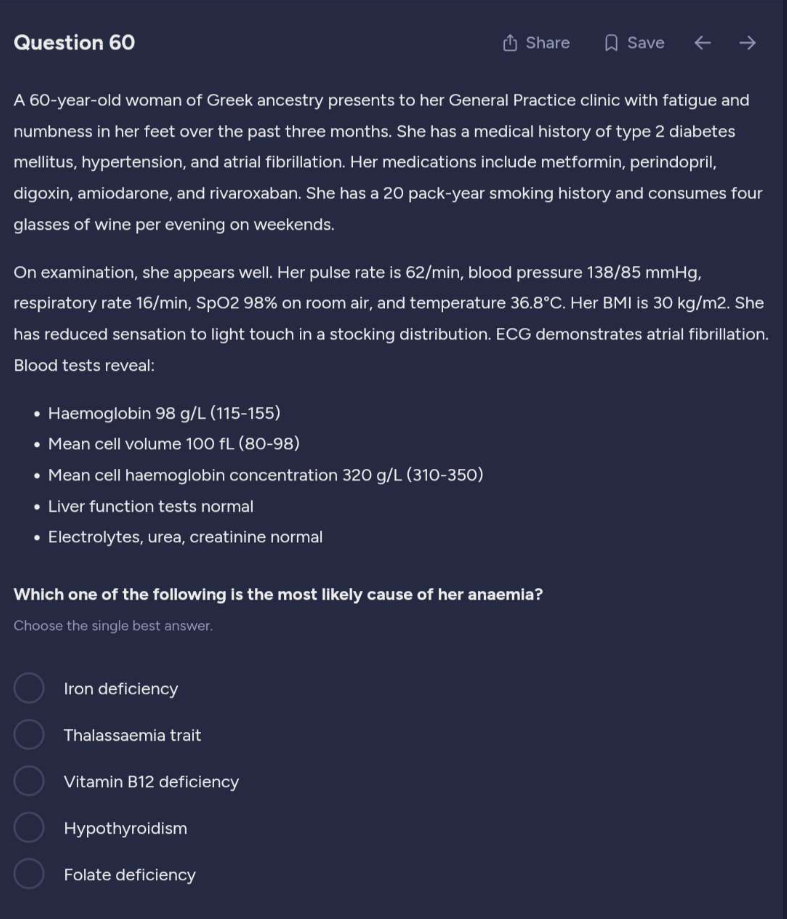 Question 60
Share
Save
A 60-year-old woman of Greek ancestry presents to her General Practice clinic with fatigue and
numbness in her feet over the past three months. She has a medical history of type 2 diabetes
mellitus, hypertension, and atrial fibrillation. Her medications include metformin, perindopril,
digoxin, amiodarone, and rivaroxaban. She has a 20 pack-year smoking history and consumes four
glasses of wine per evening on weekends.
On examination, she appears well. Her pulse rate is 62/min, blood pressure 138/85 mmHg,
respiratory rate 16/min, SpO2 98% on room air, and temperature 36.8°C. Her BMI is 30 kg/m2. She
has reduced sensation to light touch in a stocking distribution. ECG demonstrates atrial fibrillation.
Blood tests reveal:
• Haemoglobin 98 g/L (115-155)
• Mean cell volume 100 fL (80-98)
• Mean cell haemoglobin concentration 320 g/L (310-350)
• Liver function tests normal
• Electrolytes, urea, creatinine normal
Which one of the following is the most likely cause of her anaemia?
Choose the single best answer.
Iron deficiency
Thalassaemia trait
Vitamin B12 deficiency
Hypothyroidism
Folate deficiency